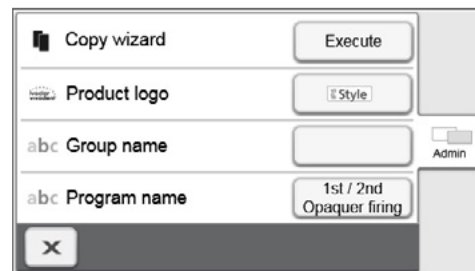 Copy wizard
Execute
Product logo
Style
abc Group name
Admin
abc Program name
1st / 2nd
Opaquer firing